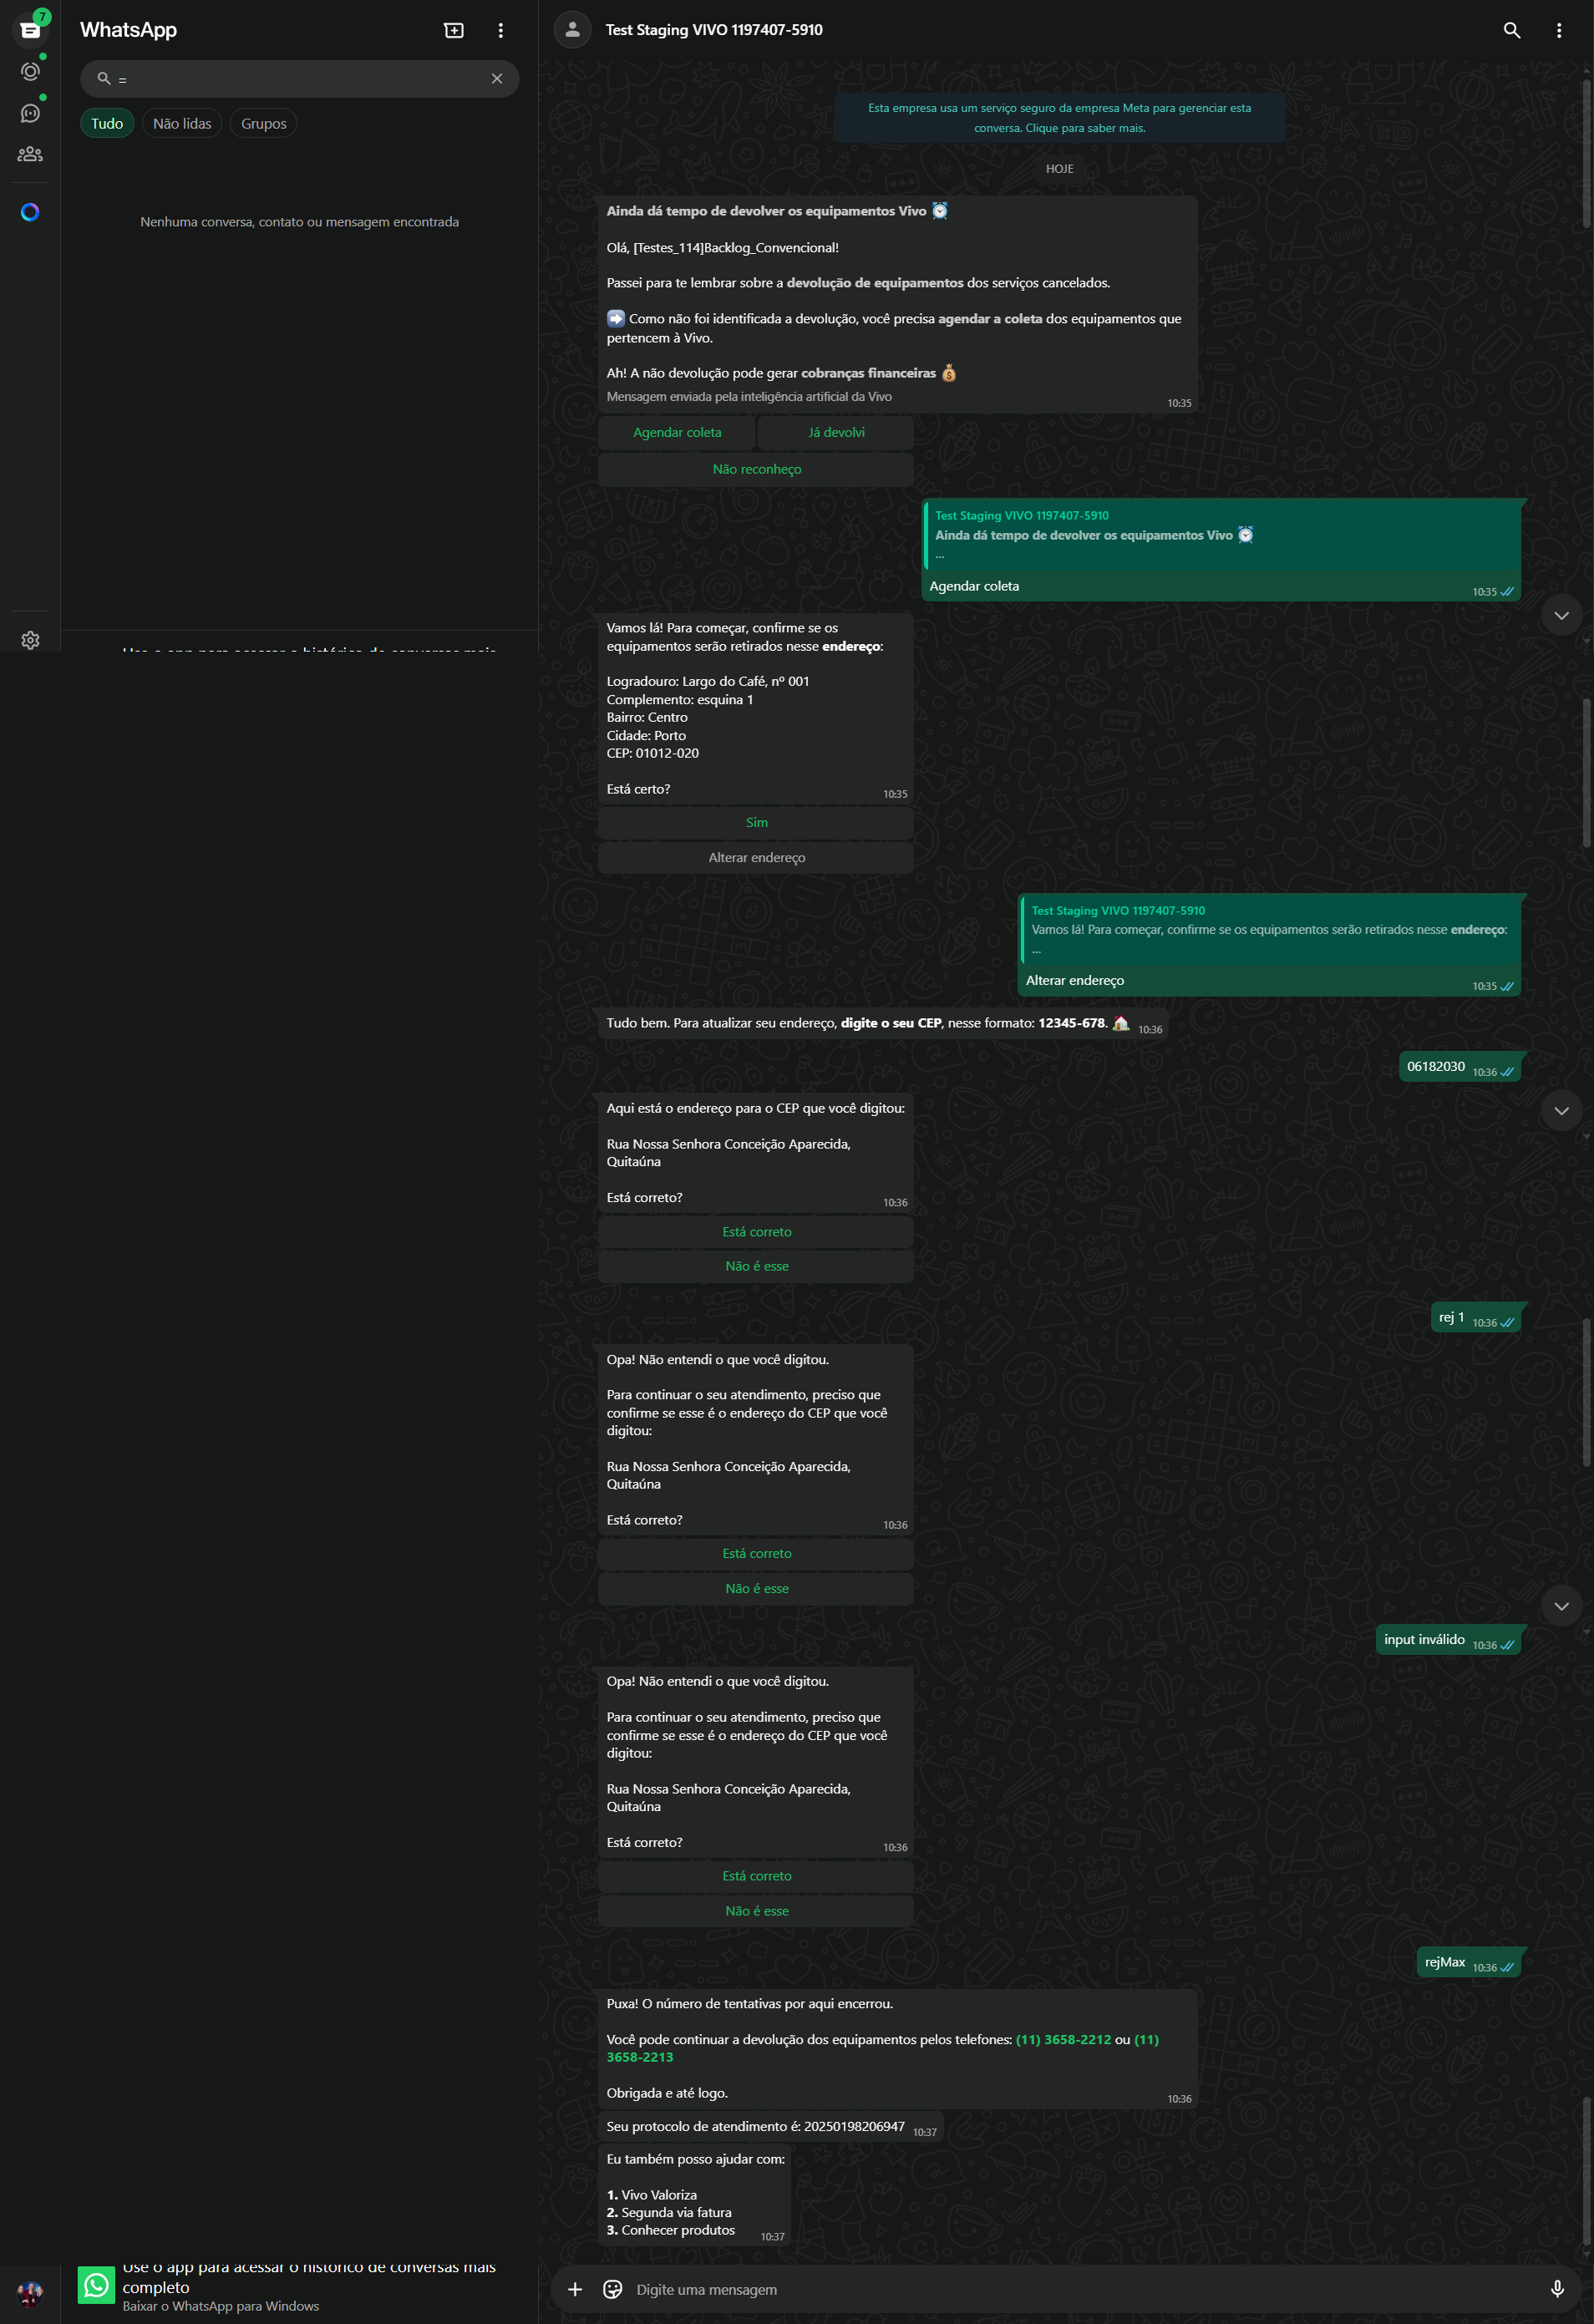 7
WhatsApp
=
Tudo
Não lidas
Grupos
Nenhuma conversa, contato ou mensagem encontrada
Test Staging VIVO 1197407-5910
Esta empresa usa um serviço seguro da empresa Meta para gerenciar esta
conversa. Clique para saber mais.
HOJE
Ainda dá tempo de devolver os equipamentos Vivo ⏰
Olá, [Testes_114]Backlog_Convencional!
Passei para te lembrar sobre a devolução de equipamentos dos serviços cancelados.
➡️ Como não foi identificada a devolução, você precisa agendar a coleta dos equipamentos que
pertencem à Vivo.
Ah! A não devolução pode gerar cobranças financeiras 💰
Mensagem enviada pela inteligência artificial da Vivo
10:35
Agendar coleta
Já devolvi
Não reconheço
Test Staging VIVO 1197407-5910
Ainda dá tempo de devolver os equipamentos Vivo ⏰
...
Agendar coleta
10:35
Vamos lá! Para começar, confirme se os
equipamentos serão retirados nesse endereço:
Logradouro: Largo do Café, nº 001
Complemento: esquina 1
Bairro: Centro
Cidade: Porto
CEP: 01012-020
Está certo?
10:35
Sim
Alterar endereço
Test Staging VIVO 1197407-5910
Vamos lá! Para começar, confirme se os equipamentos serão retirados nesse endereço:
...
Alterar endereço
10:35
Tudo bem. Para atualizar seu endereço, digite o seu CEP, nesse formato: 12345-678. 🏠
10:36
06182030
10:36
Aqui está o endereço para o CEP que você digitou:
Rua Nossa Senhora Conceição Aparecida,
Quitaúna
Está correto?
10:36
Está correto
Não é esse
rej 1
10:36
Opa! Não entendi o que você digitou.
Para continuar o seu atendimento, preciso que
confirme se esse é o endereço do CEP que você
digitou:
Rua Nossa Senhora Conceição Aparecida,
Quitaúna
Está correto?
10:36
Está correto
Não é esse
input inválido
10:36
Opa! Não entendi o que você digitou.
Para continuar o seu atendimento, preciso que
confirme se esse é o endereço do CEP que você
digitou:
Rua Nossa Senhora Conceição Aparecida,
Quitaúna
Está correto?
10:36
Está correto
Não é esse
rejMax
10:36
Puxa! O número de tentativas por aqui encerrou.
Você pode continuar a devolução dos equipamentos pelos telefones: (11) 3658-2212 ou (11)
3658-2213
Obrigada e até logo.
10:36
Seu protocolo de atendimento é: 20250198206947
10:37
Eu também posso ajudar com:
1. Vivo Valoriza
2. Segunda via fatura
3. Conhecer produtos
10:37
Use o app para acessar o histórico de conversas mais
completo
Baixar o WhatsApp para Windows
Digite uma mensagem